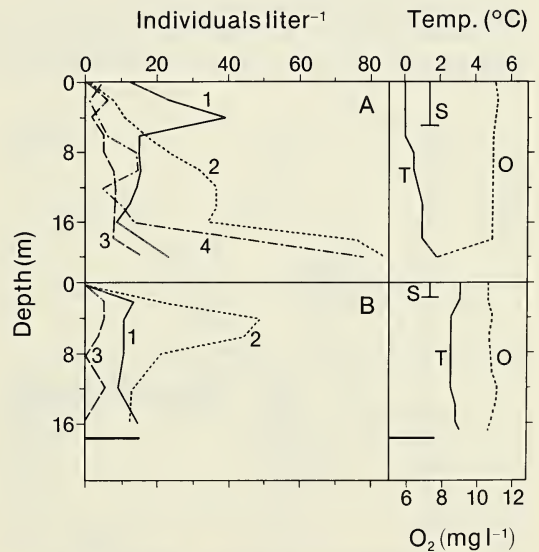 Individuals liter⁻¹ Temp. (°C)
0 20 40 60 80 0 2 4 6
0 8 16
A
1
2
3
4
S
T
O
Depth (m)
0 8 16
B
3
1
2
S
T
O
6 8 10 12
O₂ (mg l⁻¹)